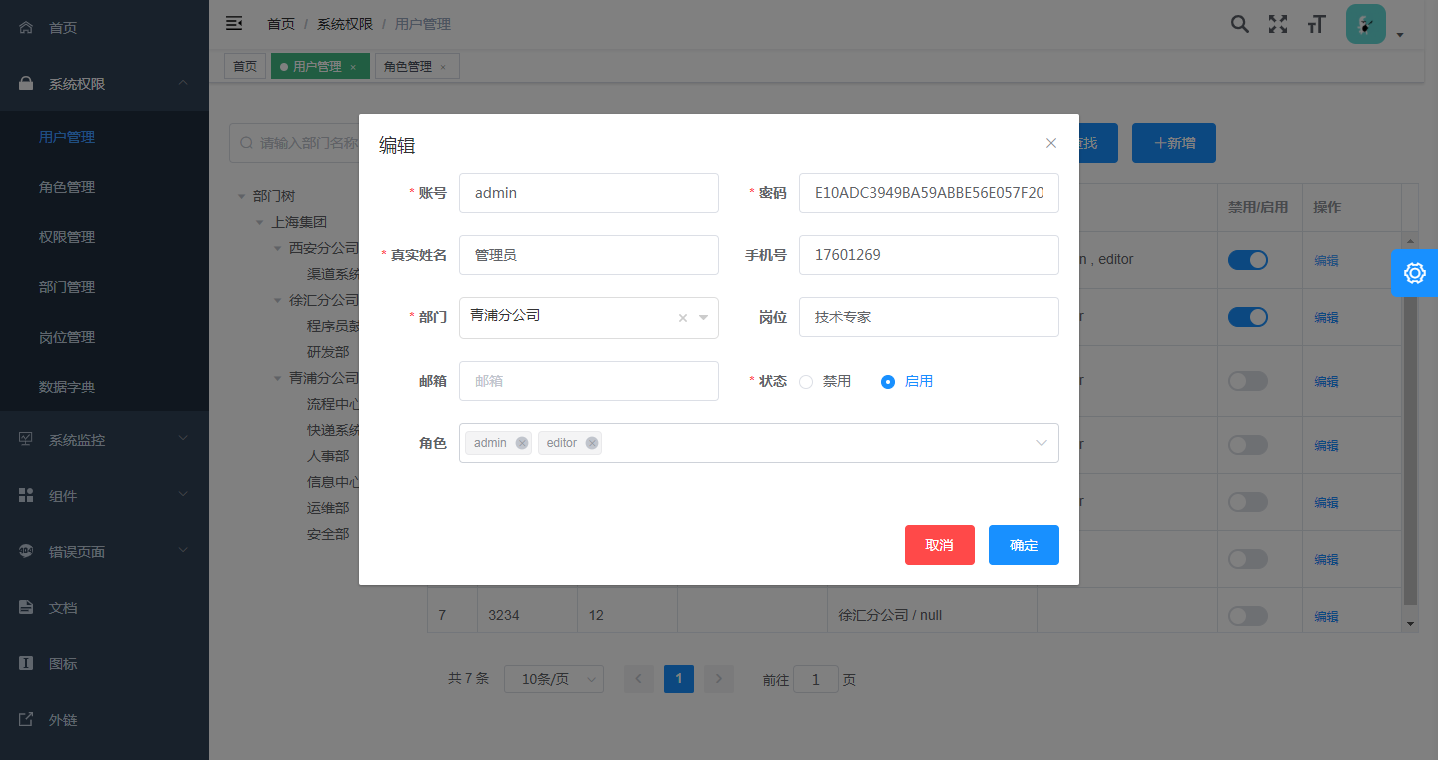 首页
系统权限
用户管理
角色管理
权限管理
部门管理
岗位管理
数据字典
系统监控
组件
错误页面
文档
图标
外链
首页 / 系统权限 / 用户管理
首页
用户管理 ×
角色管理 ×
请输入部门名称
查找
+新增
部门树
上海集团
西安分公司
渠道系统
徐汇分公司
程序员鼓
研发部
青浦分公司
流程中心
快递系统
人事部
信息中心
运维部
安全部
编辑
* 账号 admin
* 密码 E10ADC3949BA59ABBE56E057F20
* 真实姓名 管理员
手机号 17601269
* 部门 青浦分公司
岗位 技术专家
邮箱 邮箱
* 状态 禁用 启用
角色 admin editor
取消 确定
禁用/启用 操作
n , editor 编辑
r 编辑
r 编辑
r 编辑
r 编辑
编辑
7 3234 12 徐汇分公司 / null 编辑
共 7 条 10条/页 1 前往 1 页